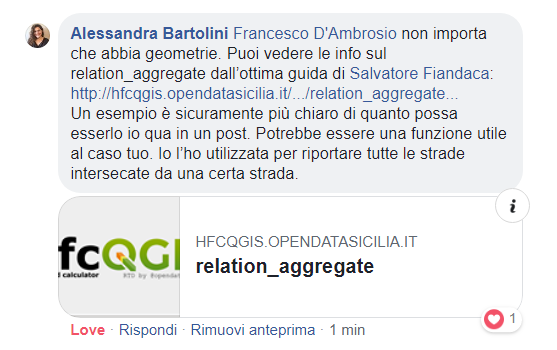 Alessandra Bartolini Francesco D'Ambrosio non importa
che abbia geometrie. Puoi vedere le info sul
relation_aggregate dall'ottima guida di Salvatore Fiandaca:
http://hfcqgis.opendatasicilia.it/.../relation_aggregate...
Un esempio è sicuramente più chiaro di quanto possa
esserlo io qua in un post. Potrebbe essere una funzione utile
al caso tuo. Io l'ho utilizzata per riportare tutte le strade
intersecate da una certa strada.
fcQGI
d calculator
RTD by #opendat
HFCQGIS.OPENDATASICILIA.IT
relation_aggregate
i
1
Love · Rispondi · Rimuovi anteprima · 1 min